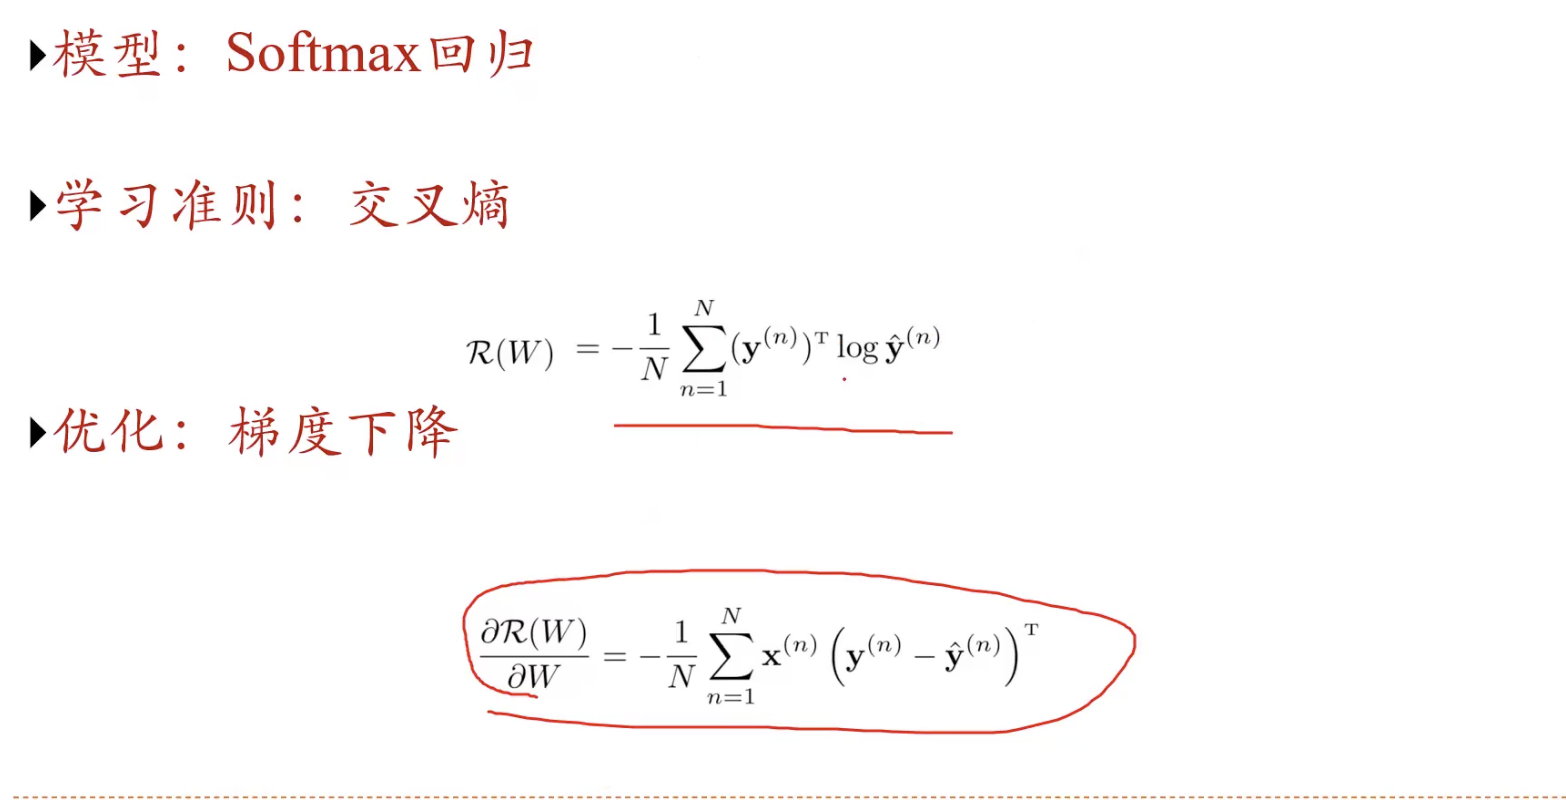 模型：Softmax回归
学习准则：交叉熵
$\mathcal{R}(W) = -\frac{1}{N} \sum_{n=1}^{N} (\mathbf{y}^{(n)})^{\mathrm{T}} \log \hat{\mathbf{y}}^{(n)}$
优化：梯度下降
$\frac{\partial \mathcal{R}(W)}{\partial W} = -\frac{1}{N} \sum_{n=1}^{N} \mathbf{x}^{(n)} \left( \mathbf{y}^{(n)} - \hat{\mathbf{y}}^{(n)} \right)^{\mathrm{T}}$